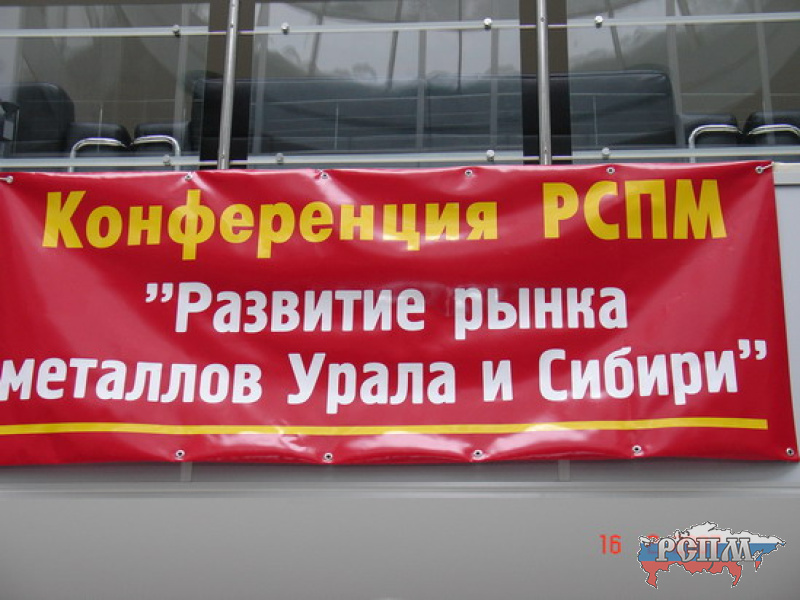 Конференция РСПМ
"Развитие рынка
металлов Урала и Сибири"
16
РСПМ